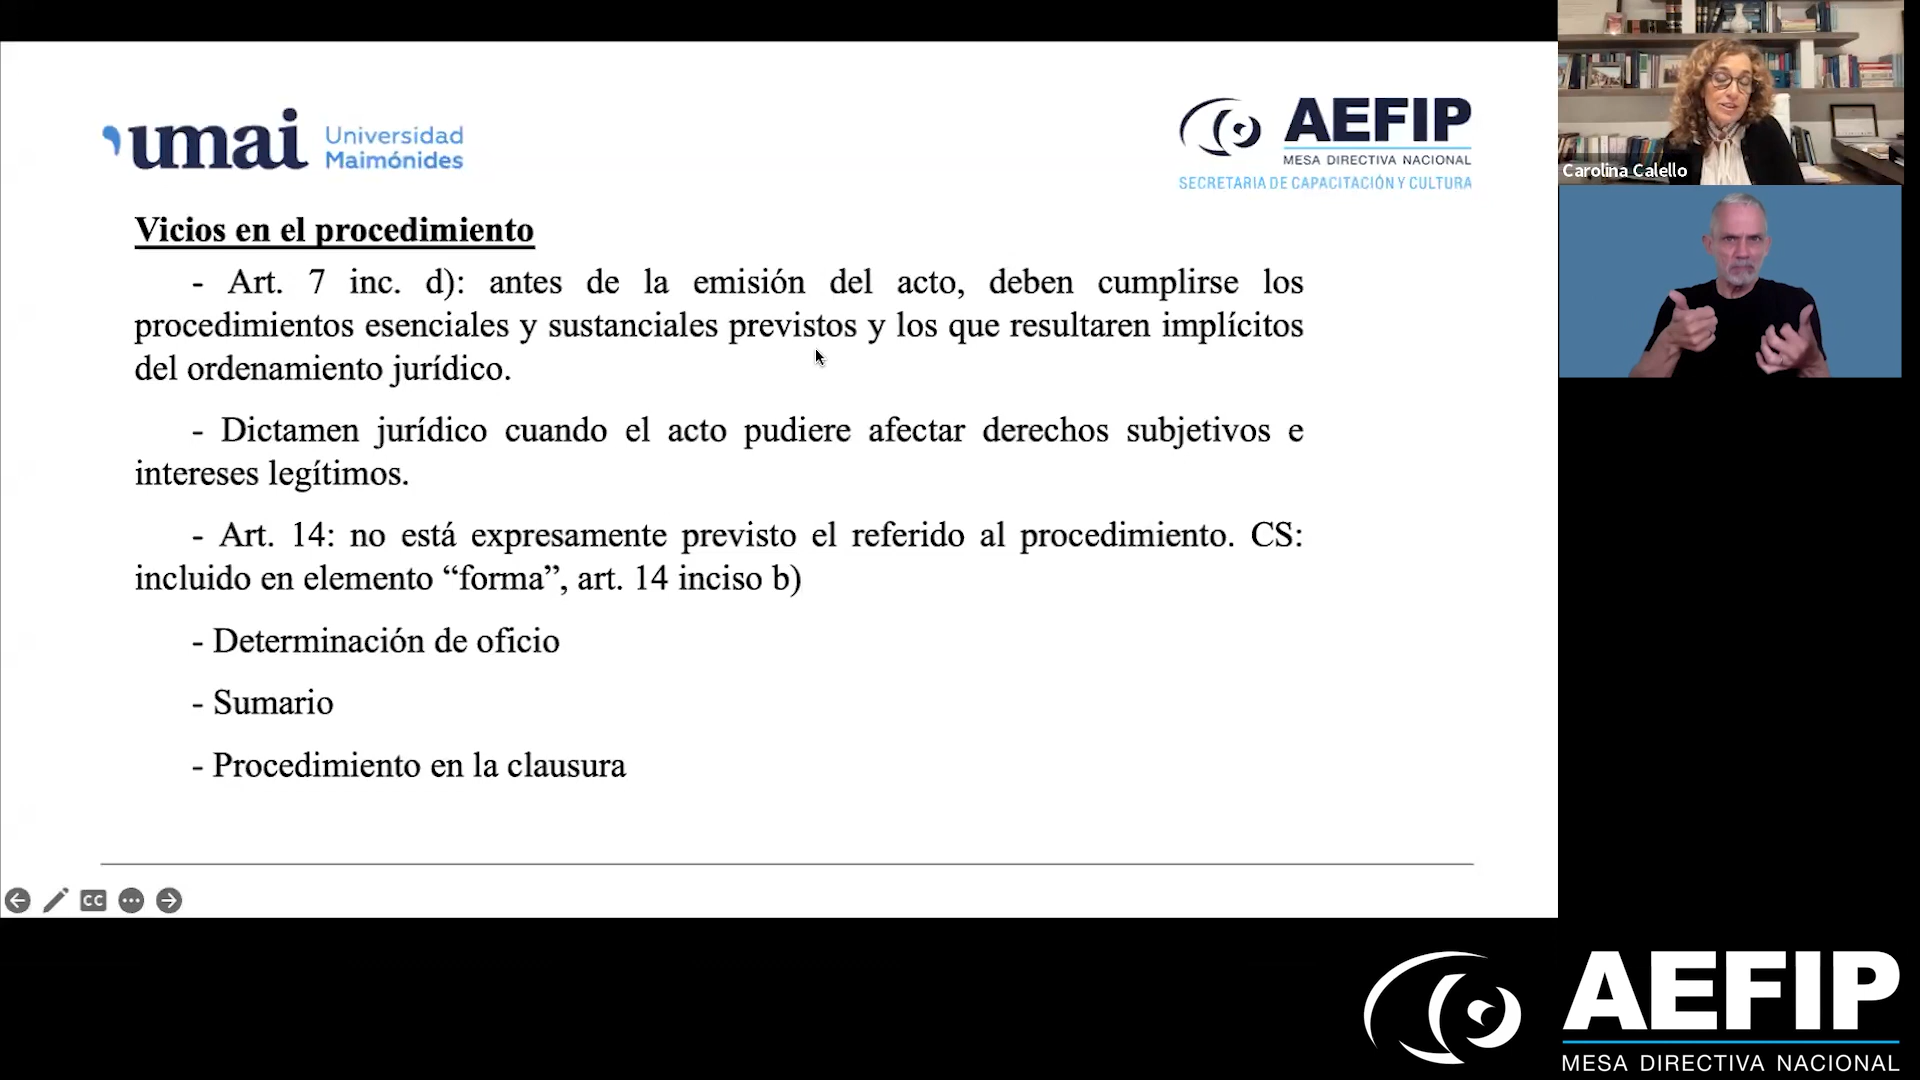 umai Universidad
Maimónides
AEFIP
MESA DIRECTIVA NACIONAL
SECRETARIA DE CAPACITACIÓN Y CULTURA
Vicios en el procedimiento
- Art. 7 inc. d): antes de la emisión del acto, deben cumplirse los
procedimientos esenciales y sustanciales previstos y los que resultaren implícitos
del ordenamiento jurídico.
- Dictamen jurídico cuando el acto pudiere afectar derechos subjetivos e
intereses legítimos.
- Art. 14: no está expresamente previsto el referido al procedimiento. CS:
incluido en elemento “forma”, art. 14 inciso b)
- Determinación de oficio
- Sumario
- Procedimiento en la clausura
CC
Carolina Calello
AEFIP
MESA DIRECTIVA NACIONAL